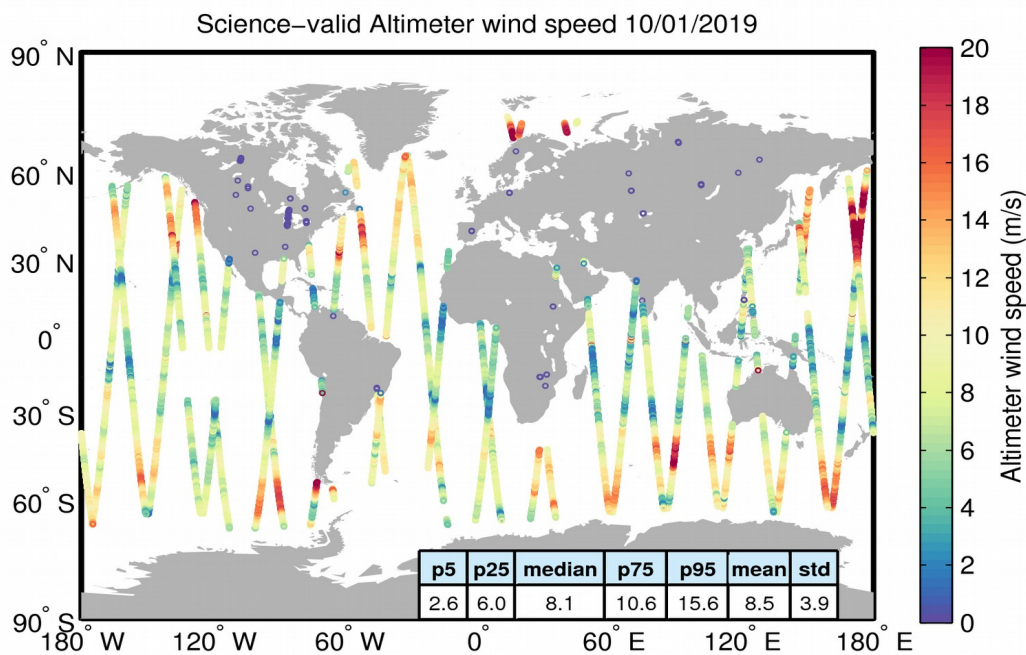 Science-valid Altimeter wind speed 10/01/2019
90° N
60° N
30° N
0°
30° S
60° S
90° S
180° W
120° W
60° W
0°
60° E
120° E
180° E
p5 p25 median p75 p95 mean std
2.6 6.0 8.1 10.6 15.6 8.5 3.9
20
18
16
14
12
10
8
6
4
2
0
Altimeter wind speed (m/s)